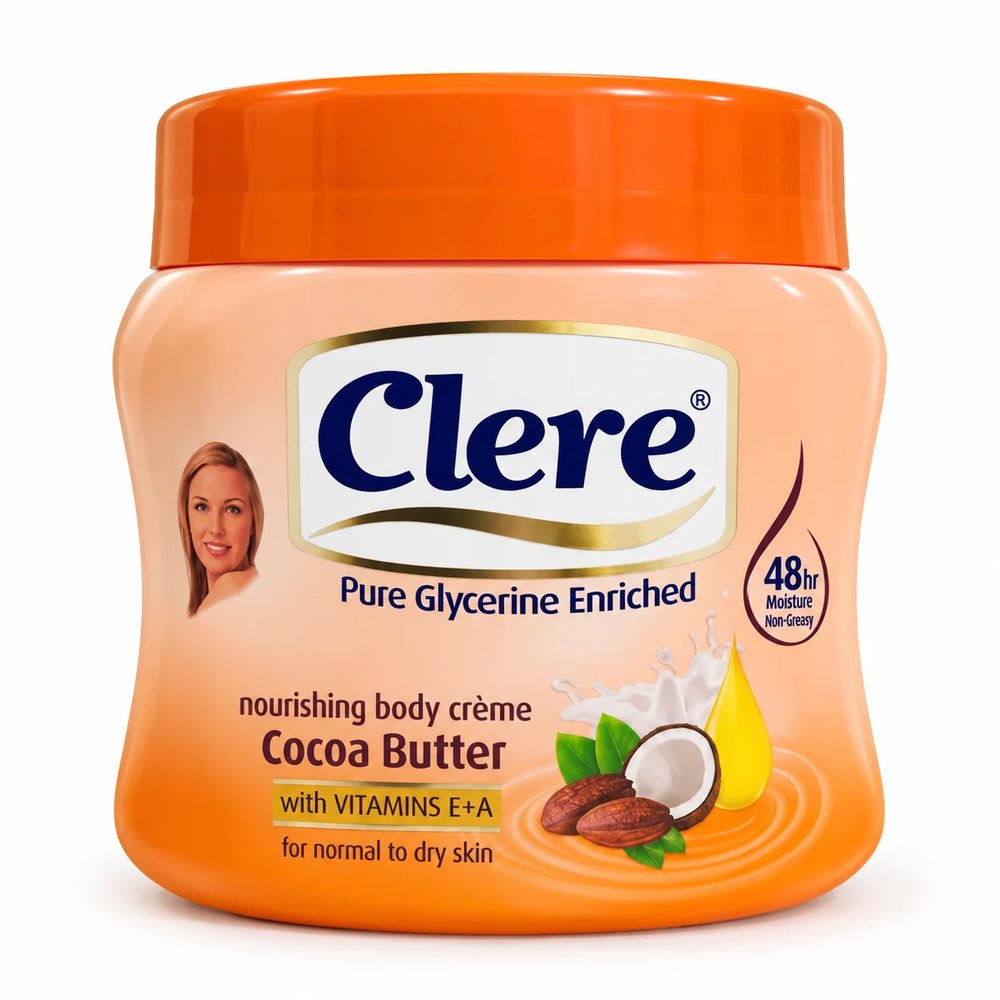 Clere®
Pure Glycerine Enriched
48hr
Moisture
Non-Greasy
nourishing body crème
Cocoa Butter
with VITAMINS E+A
for normal to dry skin